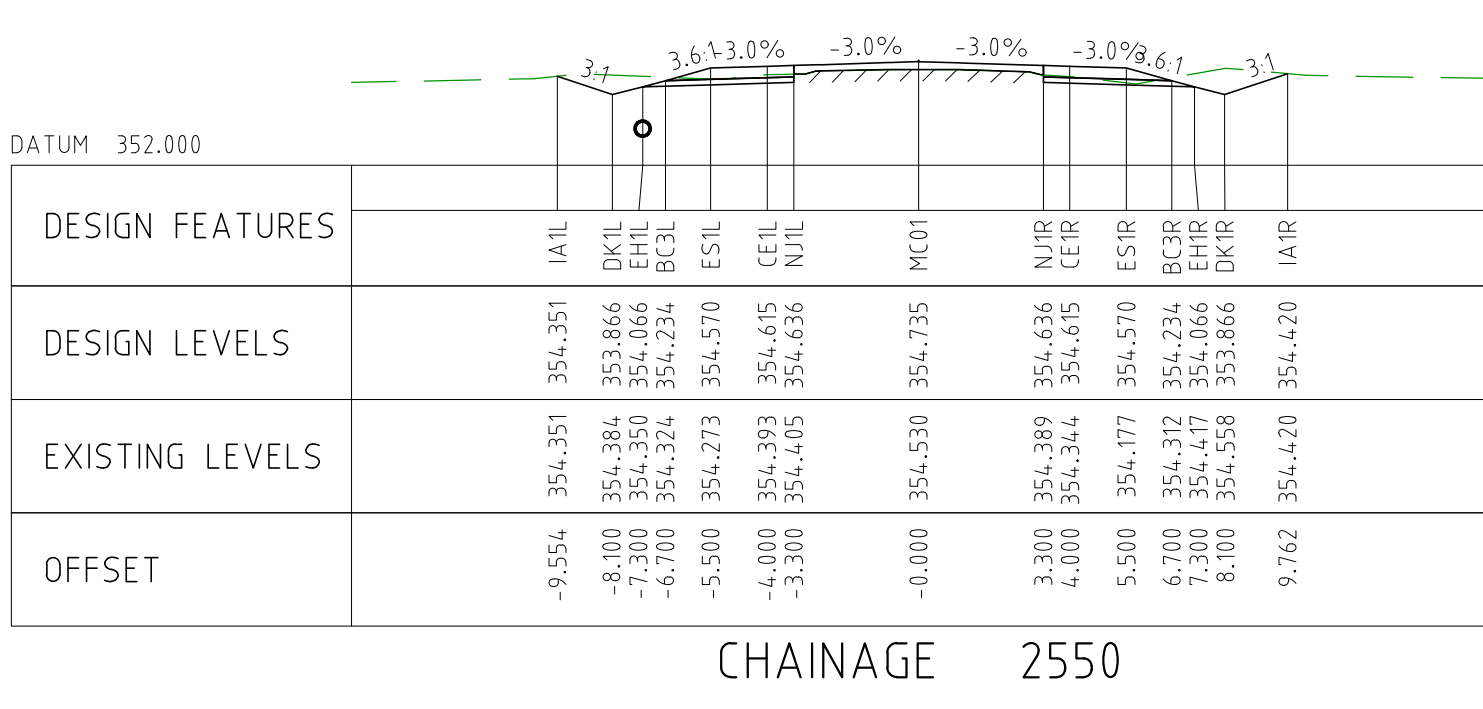 3:1 3.6:1 -3.0% -3.0% -3.0% -3.0% 3.6:1 3:1
DATUM 352.000
DESIGN FEATURES IA1L DK1L EH1L BC3L ES1L CE1L NJ1L MC01 NJ1R CE1R ES1R BC3R EH1R DK1R IA1R
DESIGN LEVELS 354.351 353.866 354.066 354.234 354.570 354.615 354.636 354.735 354.636 354.615 354.570 354.234 354.066 353.866 354.420
EXISTING LEVELS 354.351 354.384 354.350 354.324 354.273 354.393 354.405 354.530 354.389 354.344 354.177 354.312 354.417 354.558 354.420
OFFSET -9.554 -8.100 -7.300 -6.700 -5.500 -4.000 -3.300 -0.000 3.300 4.000 5.500 6.700 7.300 8.100 9.762
CHAINAGE 2550